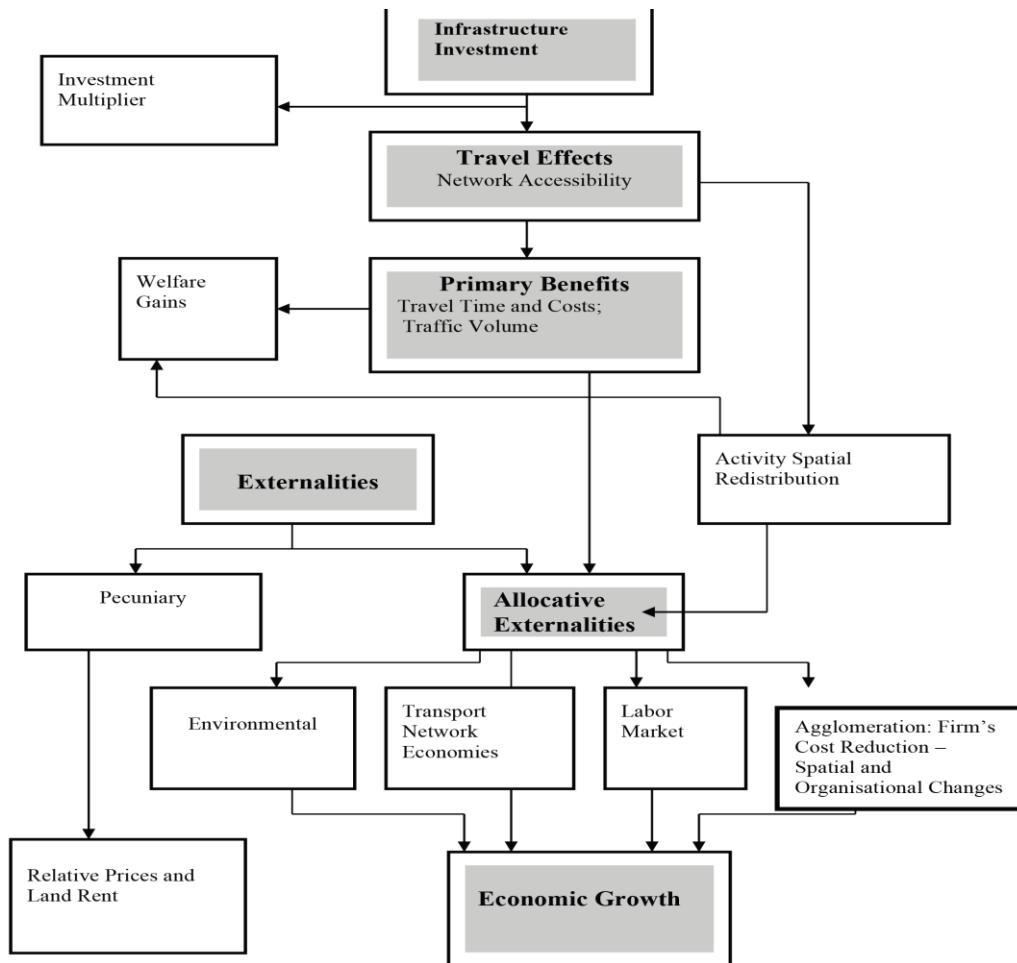 Infrastructure
Investment
Investment
Multiplier
Travel Effects
Network Accessibility
Welfare
Gains
Primary Benefits
Travel Time and Costs;
Traffic Volume
Externalities
Activity Spatial
Redistribution
Pecuniary
Allocative
Externalities
Environmental
Transport
Network
Economies
Labor
Market
Agglomeration: Firm’s
Cost Reduction –
Spatial and
Organisational Changes
Relative Prices and
Land Rent
Economic Growth